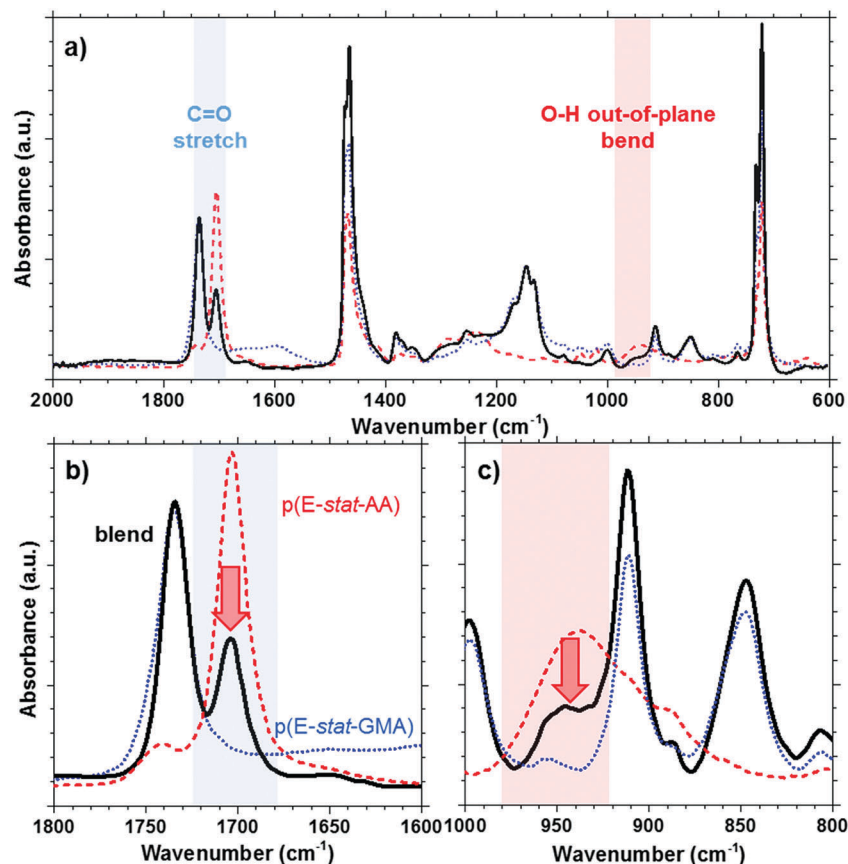 a)
C=O
stretch
O-H out-of-plane
bend
Absorbance (a.u.)
2000 1800 1600 1400 1200 1000 800 600
Wavenumber (cm⁻¹)
b)
p(E-stat-AA)
blend
p(E-stat-GMA)
Absorbance (a.u.)
1800 1750 1700 1650 1600
Wavenumber (cm⁻¹)
c)
1000 950 900 850 800
Wavenumber (cm⁻¹)